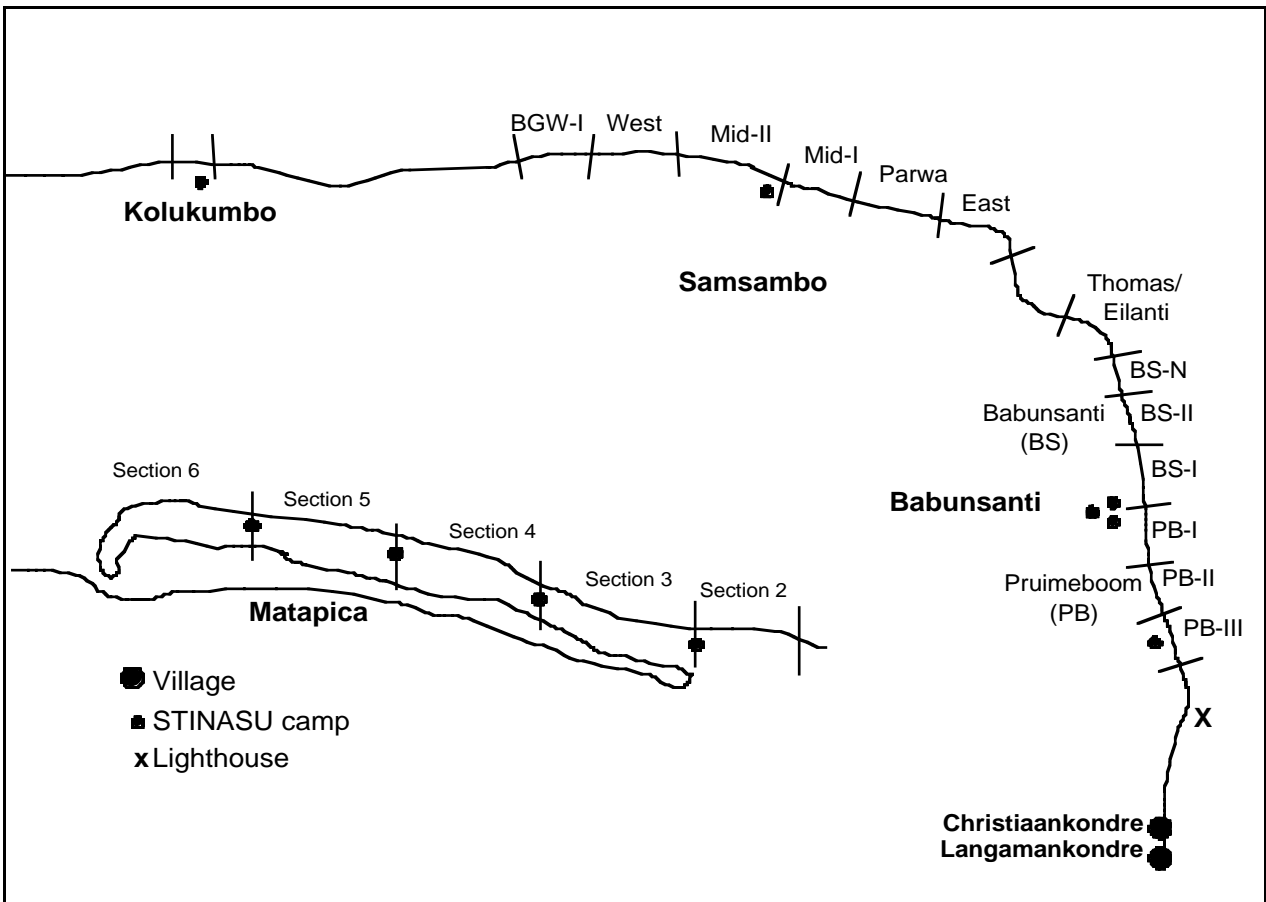 BGW-I
West
Mid-II
Mid-I
Parwa
East
Kolukumbo
Samsambo
Thomas/
Eilanti
BS-N
Babunsanti
(BS)
BS-II
BS-I
Babunsanti
PB-I
Pruimeboom
(PB)
PB-II
PB-III
Section 6
Section 5
Section 4
Section 3
Section 2
Matapica
Village
STINASU camp
x Lighthouse
X
Christiaankondre
Langamankondre